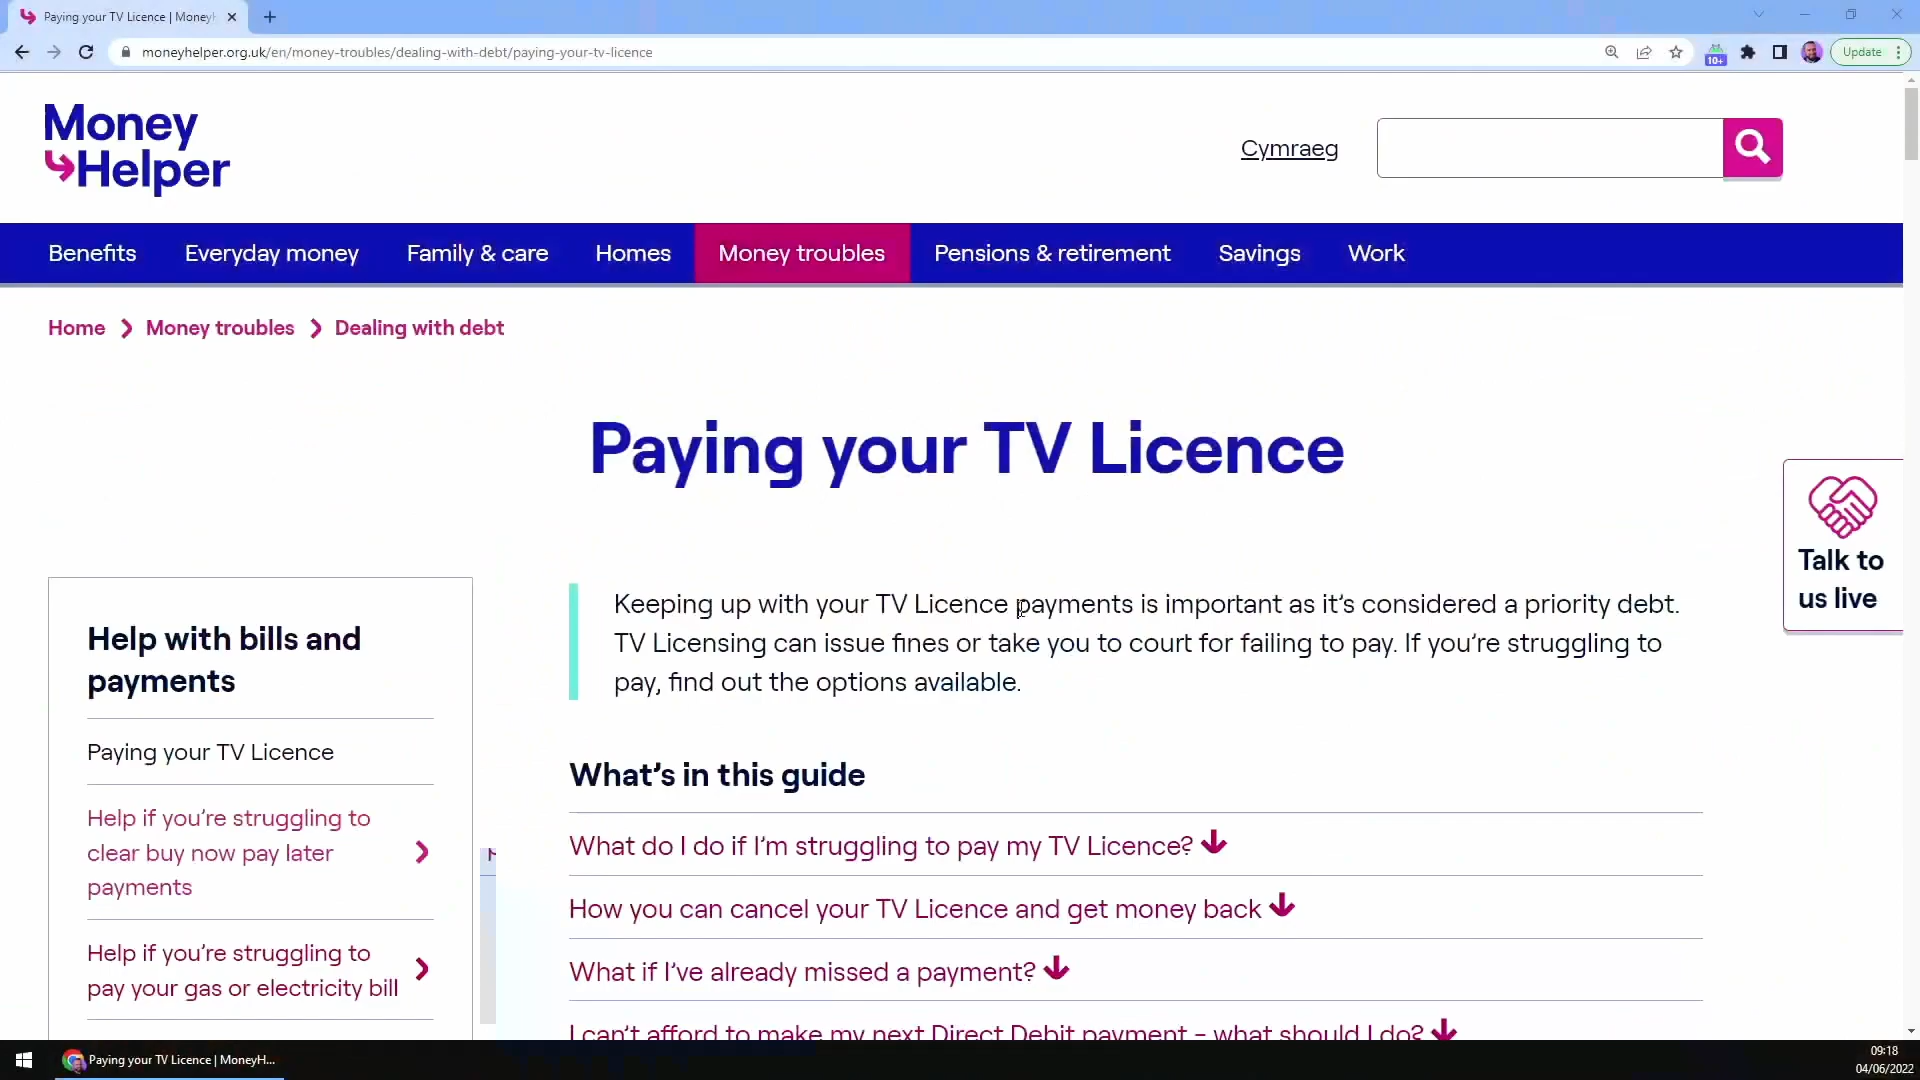 Paying your TV Licence | MoneyH
moneyhelper.org.uk/en/money-troubles/dealing-with-debt/paying-your-tv-licence
10+
Update
Money
Helper
Cymraeg
Benefits
Everyday money
Family & care
Homes
Money troubles
Pensions & retirement
Savings
Work
Home
Money troubles
Dealing with debt
Paying your TV Licence
Talk to
us live
Help with bills and
payments
Paying your TV Licence
Help if you’re struggling to
clear buy now pay later
payments
Help if you’re struggling to
pay your gas or electricity bill
Keeping up with your TV Licence payments is important as it’s considered a priority debt.
TV Licensing can issue fines or take you to court for failing to pay. If you’re struggling to
pay, find out the options available.
What’s in this guide
What do I do if I’m struggling to pay my TV Licence?
How you can cancel your TV Licence and get money back
What if I’ve already missed a payment?
I can’t afford to make my next Direct Debit payment – what should I do?
Paying your TV Licence | MoneyH...
09:18
04/06/2022